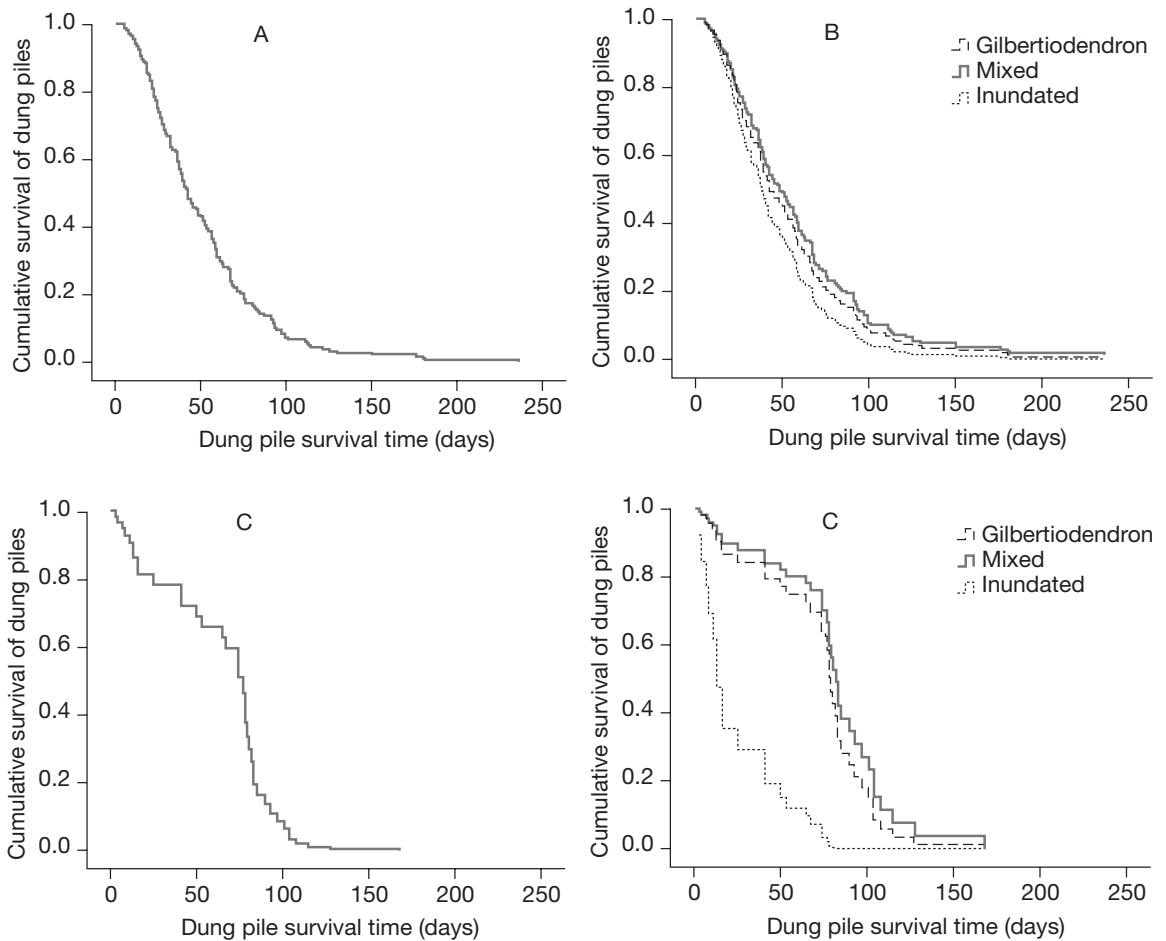 A
1.0
0.8
0.6
0.4
0.2
0.0
Cumulative survival of dung piles
0 50 100 150 200 250
Dung pile survival time (days)
B
Gilbertiodendron
Mixed
Inundated
1.0
0.8
0.6
0.4
0.2
0.0
Cumulative survival of dung piles
0 50 100 150 200 250
Dung pile survival time (days)
C
1.0
0.8
0.6
0.4
0.2
0.0
Cumulative survival of dung piles
0 50 100 150 200 250
Dung pile survival time (days)
C
Gilbertiodendron
Mixed
Inundated
1.0
0.8
0.6
0.4
0.2
0.0
Cumulative survival of dung piles
0 50 100 150 200 250
Dung pile survival time (days)